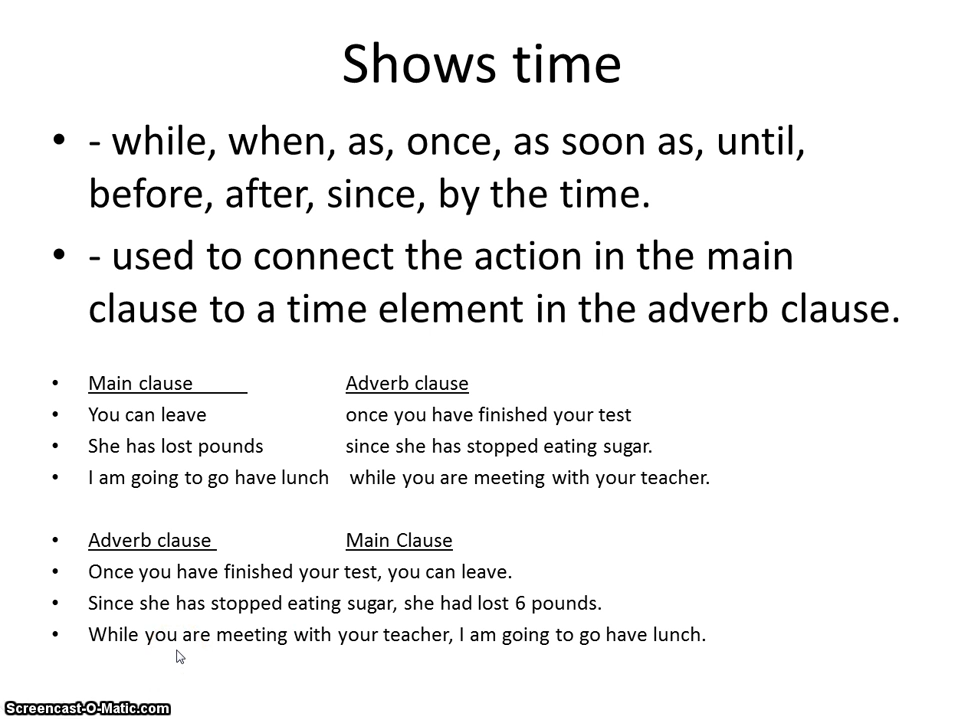 Shows time
• - while, when, as, once, as soon as, until,
before, after, since, by the time.
• - used to connect the action in the main
clause to a time element in the adverb clause.
• Main clause Adverb clause
• You can leave once you have finished your test
• She has lost pounds since she has stopped eating sugar.
• I am going to go have lunch while you are meeting with your teacher.
• Adverb clause Main Clause
• Once you have finished your test, you can leave.
• Since she has stopped eating sugar, she had lost 6 pounds.
• While you are meeting with your teacher, I am going to go have lunch.
Screencast-O-Matic.com